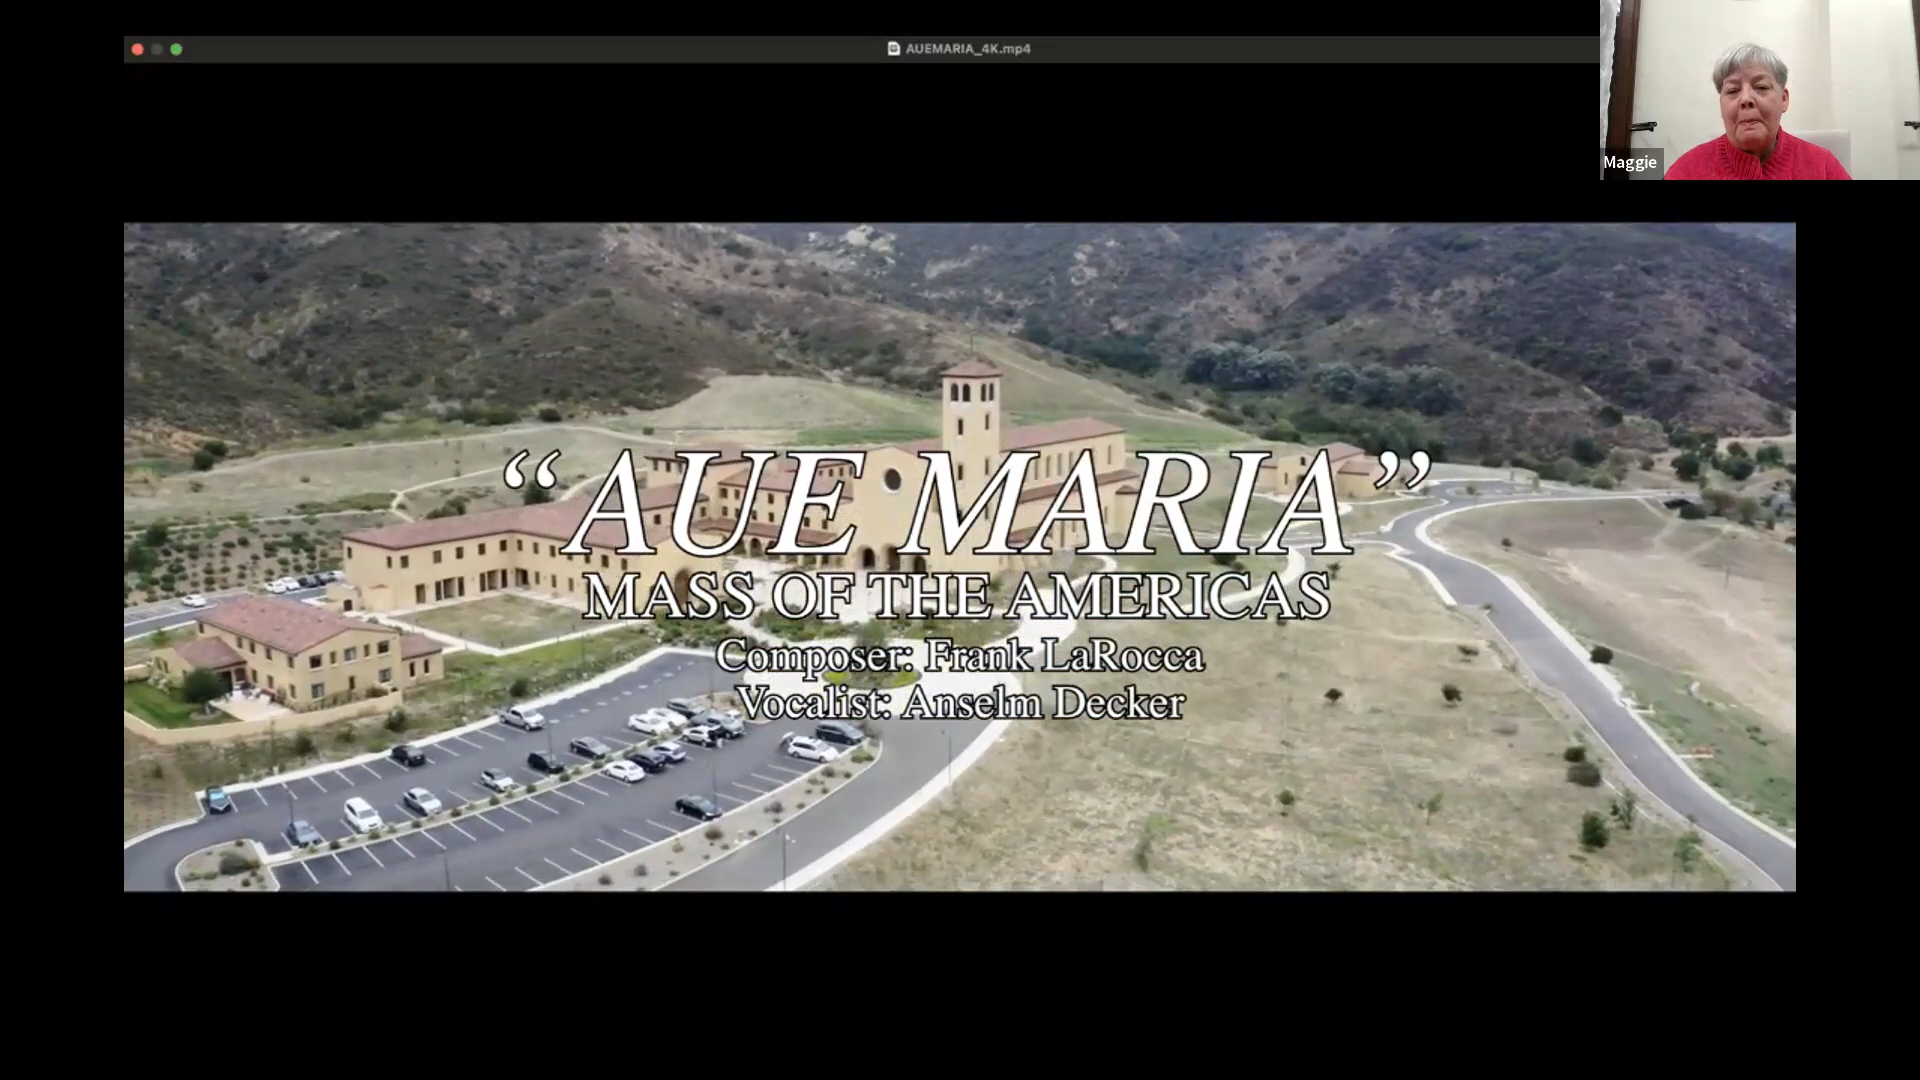 AUEMARIA_4K.mp4
Maggie
“AUE MARIA”
MASS OF THE AMERICAS
Composer: Frank LaRocca
Vocalist: Anselm Decker